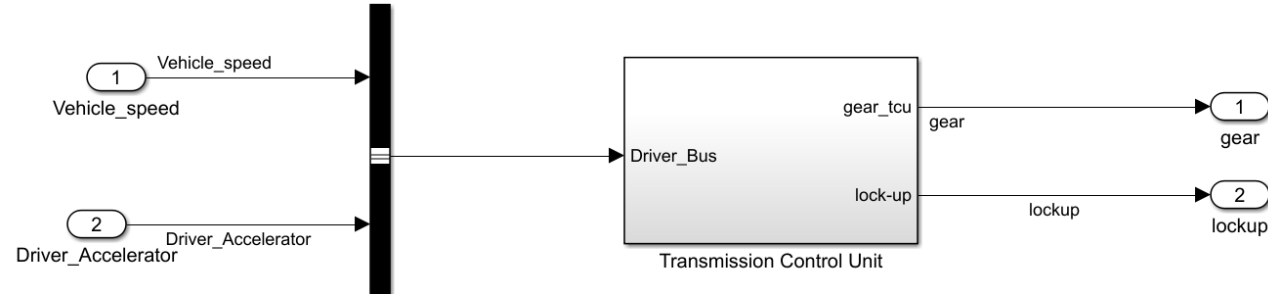 Vehicle_speed
1
Vehicle_speed
2
Driver_Accelerator
Driver_Accelerator
Driver_Bus
gear_tcu
lock-up
Transmission Control Unit
gear
1
gear
lockup
2
lockup